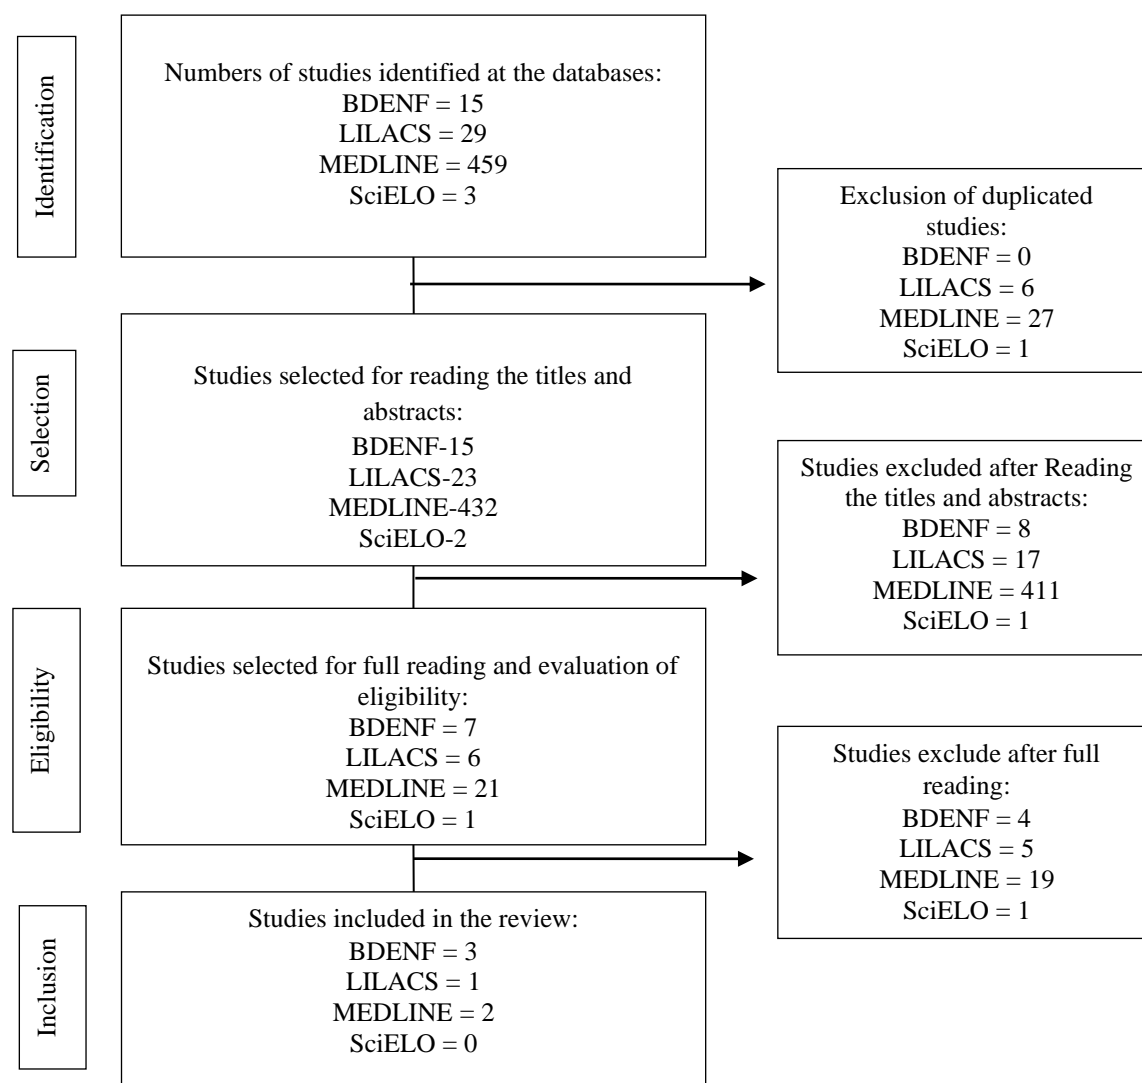 Identification
Numbers of studies identified at the databases:
BDENF = 15
LILACS = 29
MEDLINE = 459
SciELO = 3
Exclusion of duplicated
studies:
BDENF = 0
LILACS = 6
MEDLINE = 27
SciELO = 1
Selection
Studies selected for reading the titles and
abstracts:
BDENF-15
LILACS-23
MEDLINE-432
SciELO-2
Studies excluded after Reading
the titles and abstracts:
BDENF = 8
LILACS = 17
MEDLINE = 411
SciELO = 1
Eligibility
Studies selected for full reading and evaluation of
eligibility:
BDENF = 7
LILACS = 6
MEDLINE = 21
SciELO = 1
Studies exclude after full
reading:
BDENF = 4
LILACS = 5
MEDLINE = 19
SciELO = 1
Inclusion
Studies included in the review:
BDENF = 3
LILACS = 1
MEDLINE = 2
SciELO = 0